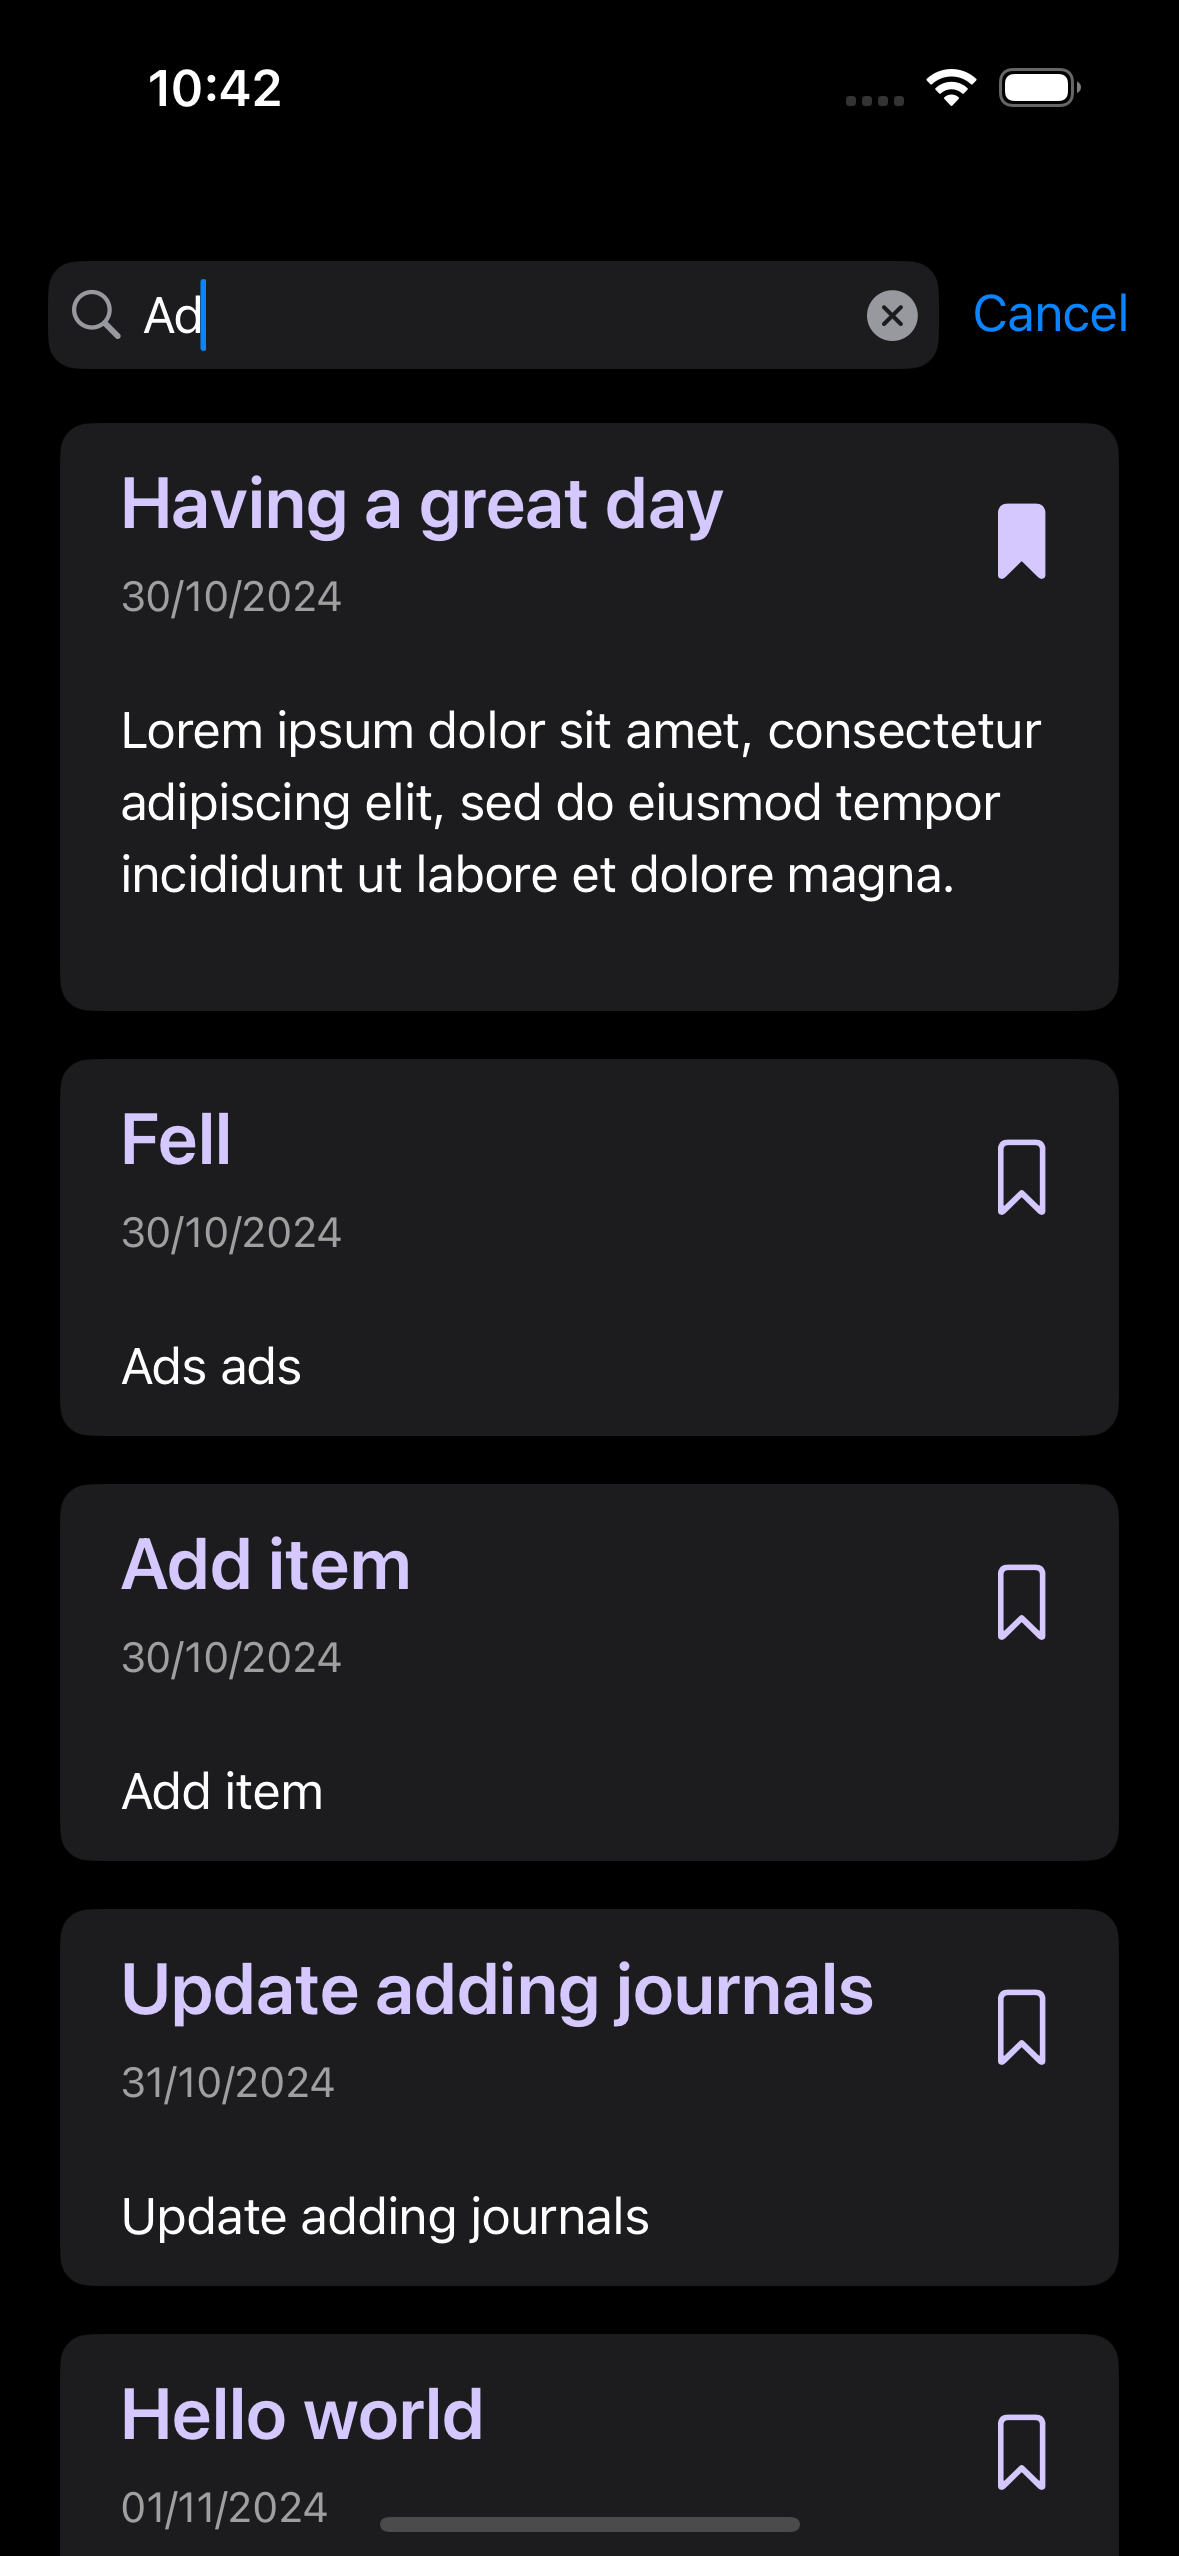 10:42
Ad
Cancel
Having a great day
30/10/2024
Lorem ipsum dolor sit amet, consectetur
adipiscing elit, sed do eiusmod tempor
incididunt ut labore et dolore magna.
Fell
30/10/2024
Ads ads
Add item
30/10/2024
Add item
Update adding journals
31/10/2024
Update adding journals
Hello world
01/11/2024